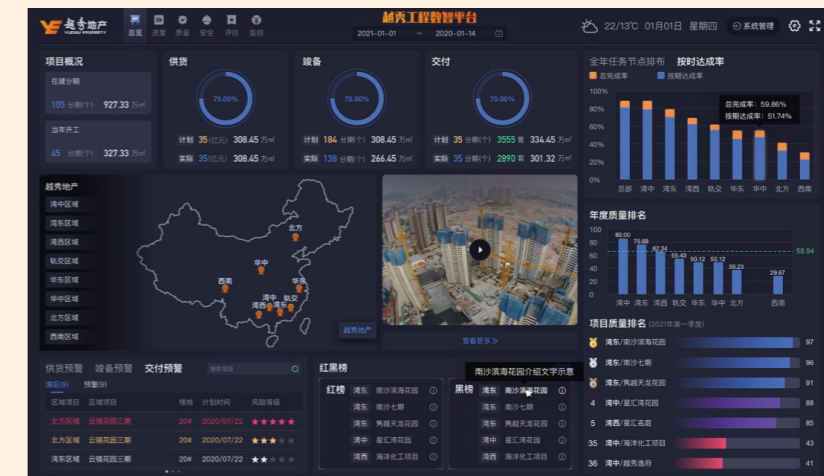 越秀地产
YUEXIU PROPERTY
总览 进度 质量 安全 评估 监控
越秀工程数智平台
2021-01-01 → 2020-01-14
22/13℃ 01月01日 星期四
系统管理
项目概况
在建分期
105 分期(个) 927.33 万㎡
当年开工
45 分期(个) 327.33 万㎡
供货
75.00%
计划 35(亿元) 308.45 万㎡
实际 35(亿元) 308.45 万㎡
竣备
75.00%
计划 184 分期(个) 308.45 万㎡
实际 138 分期(个) 266.45 万㎡
交付
75.00%
计划 35 分期(个) 3555 套 334.45 万㎡
实际 35 分期(个) 2890 套 301.32 万㎡
全年任务节点排布 按时达成率
总完成率 按期达成率
100%
80%
60%
40%
20%
0%
总完成率：59.86%
按期达成率：51.74%
总部 湾中 湾东 湾西 轨交 华东 华中 北方 西南
越秀地产
湾中区域
湾东区域
湾西区域
轨交区域
华东区域
华中区域
北方区域
西南区域
北方
华中
西南
华东
湾中 轨交
湾西 湾东
越秀地产
查看更多
年度质量排名
100
80
60
40
20
0
80.00
75.68
62.34
55.43
50.12
50.12
39.23
29.67
58.94
湾中 湾东 湾西 轨交 华东 华中 北方 西南
项目质量排名 (2021年第一季度)
湾东/南沙滨海花园 97
湾东/南沙七期 96
湾东/隽越天龙花园 91
4 湾中/星汇湾花园 88
5 湾西/星汇名庭 85
35 湾中/海洋化工项目 43
36 湾中/越秀逸府 41
供货预警 竣备预警 交付预警
搜索项目
滞后(9) 预警(9)
区域项目 区域项目 楼栋 计划时间 风险等级
北方区域 云镜花园三期 20# 2020/07/22 ★★★★★
北方区域 云镜花园三期 20# 2020/07/22 ★★★★★
湾东区域 云镜花园三期 20# 2020/07/22 ★★★★★
红黑榜
南沙滨海花园介绍文字示意
红榜
湾东 南沙滨海花园
湾东 南沙七期
湾东 隽越天龙花园
湾中 星汇湾花园
湾西 海洋化工项目
黑榜
湾东 南沙滨海花园
湾东 南沙七期
湾东 隽越天龙花园
湾中 星汇湾花园
湾西 海洋化工项目